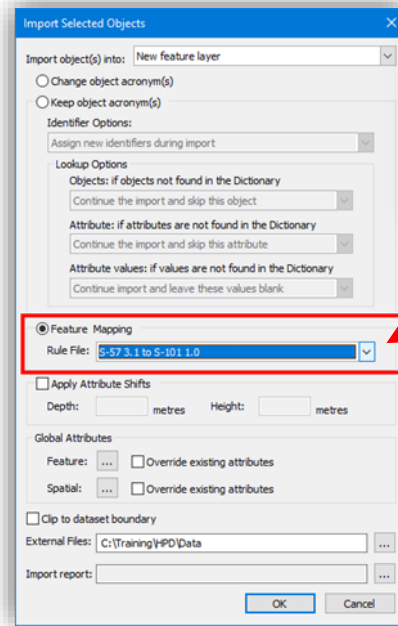 Import Selected Objects
Import object(s) into: New feature layer
Change object acronym(s)
Keep object acronym(s)
Identifier Options:
Assign new identifiers during import
Lookup Options
Objects: if objects not found in the Dictionary
Continue the import and skip this object
Attribute: if attributes are not found in the Dictionary
Continue the import and skip this attribute
Attribute values: if values are not found in the Dictionary
Continue import and leave these values blank
Feature Mapping
Rule File: S-57 3.1 to S-101 1.0
Apply Attribute Shifts
Depth: metres Height: metres
Global Attributes
Feature: ... Override existing attributes
Spatial: ... Override existing attributes
Clip to dataset boundary
External Files: C:\Training\HPD\Data ...
Import report: ...
OK Cancel